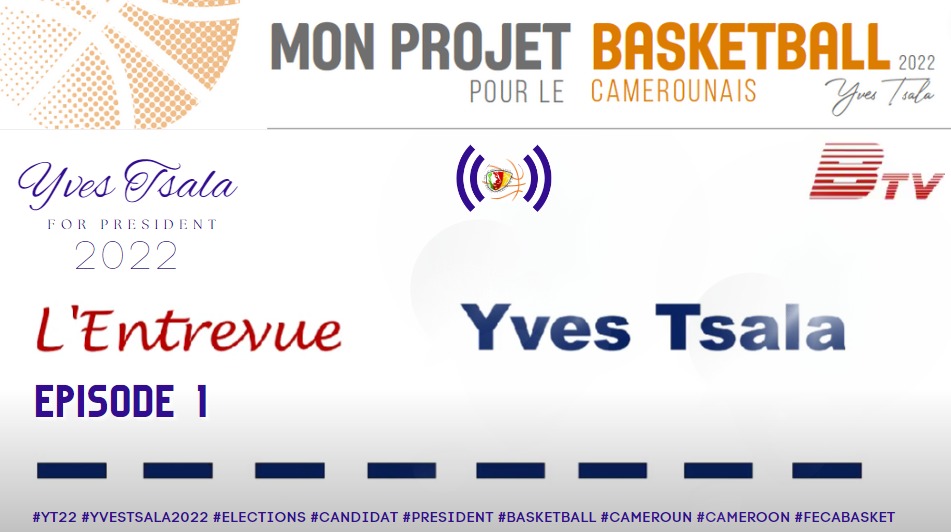 MON PROJET BASKETBALL 2022
POUR LE CAMEROUNAIS Yves Tsala
Yves Tsala
FOR PRESIDENT
2022
BTV
L'Entrevue
Yves Tsala
EPISODE 1
#YT22 #YVESTSALA2022 #ELECTIONS #CANDIDAT #PRESIDENT #BASKETBALL #CAMEROUN #CAMEROON #FECABASKET